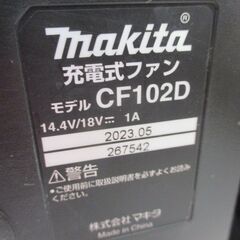 makita
充電式ファン
モデル CF102D
14.4V/18V⎓ 1A
2023.05
267542
⚠警告
●ご使用前に取扱説明書を必ずよくお読みください。
株式会社マキタ
Made in China